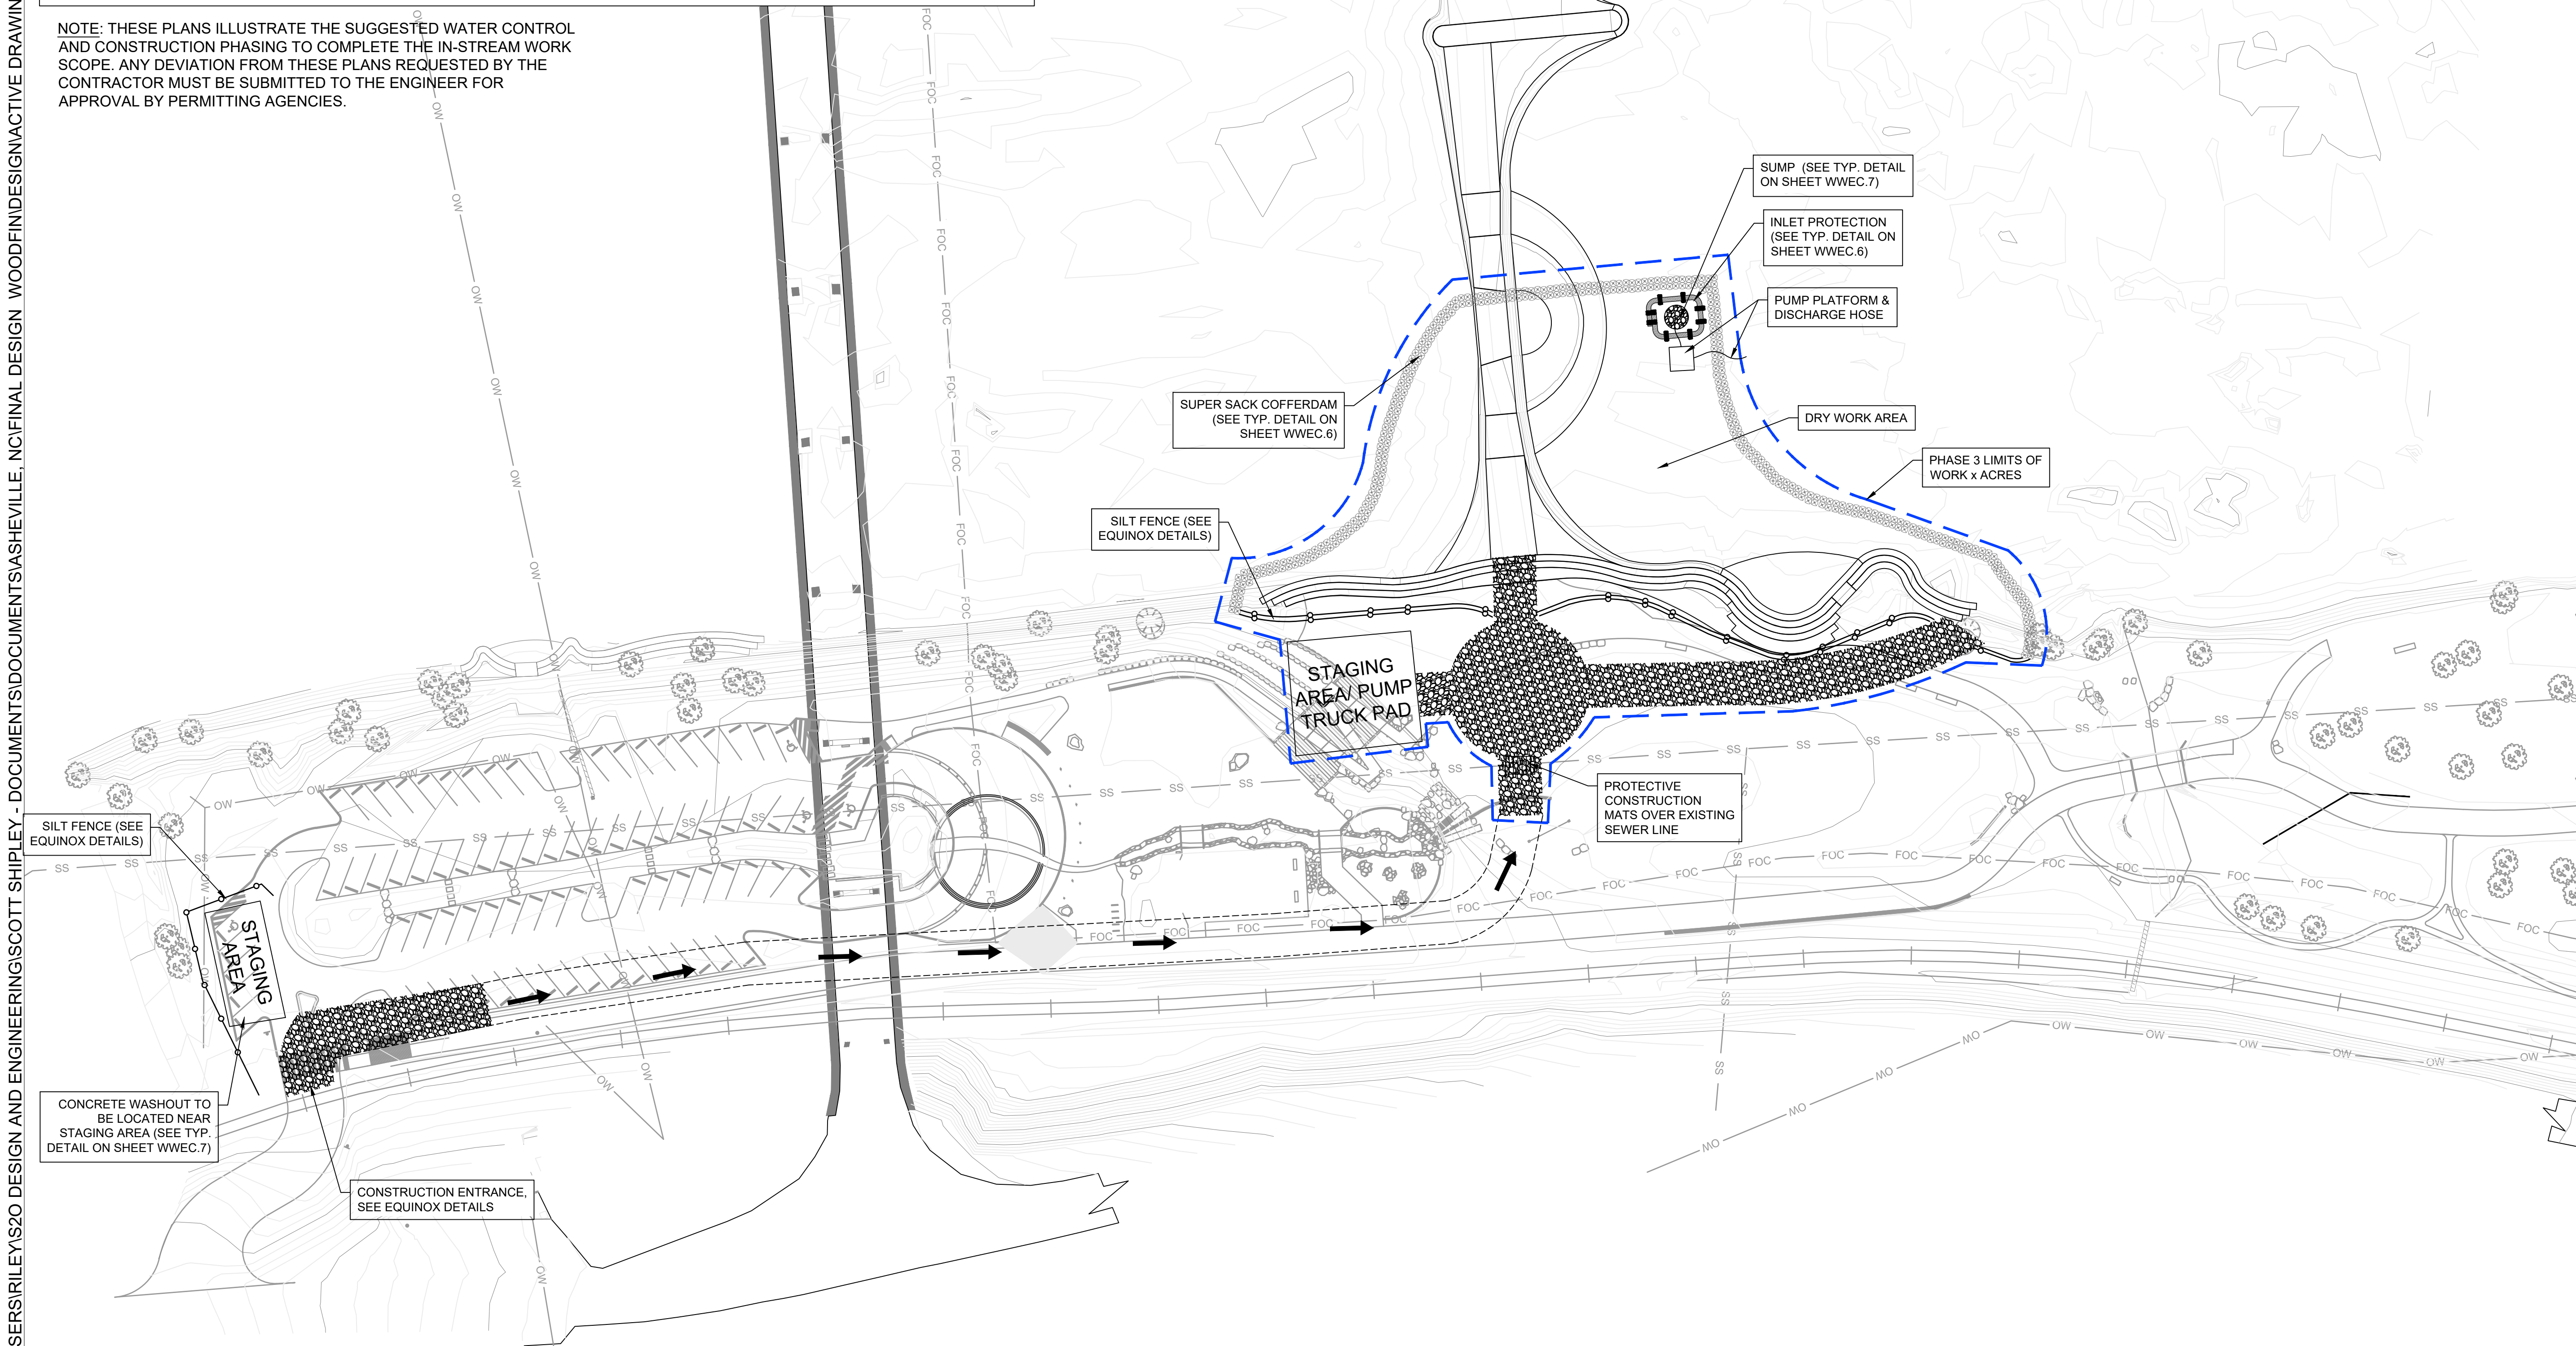 SERS\RILEY\S2O DESIGN AND ENGINEERING\SCOTT SHIPLEY - DOCUMENTS\DOCUMENTS\ASHEVILLE, NC\FINAL DESIGN WOODFIN\DESIGN\ACTIVE DRAWIN
NOTE: THESE PLANS ILLUSTRATE THE SUGGESTED WATER CONTROL
AND CONSTRUCTION PHASING TO COMPLETE THE IN-STREAM WORK
SCOPE. ANY DEVIATION FROM THESE PLANS REQUESTED BY THE
CONTRACTOR MUST BE SUBMITTED TO THE ENGINEER FOR
APPROVAL BY PERMITTING AGENCIES.
SUMP (SEE TYP. DETAIL
ON SHEET WWEC.7)
INLET PROTECTION
(SEE TYP. DETAIL ON
SHEET WWEC.6)
PUMP PLATFORM &
DISCHARGE HOSE
SUPER SACK COFFERDAM
(SEE TYP. DETAIL ON
SHEET WWEC.6)
DRY WORK AREA
PHASE 3 LIMITS OF
WORK x ACRES
SILT FENCE (SEE
EQUINOX DETAILS)
STAGING
AREA/ PUMP
TRUCK PAD
PROTECTIVE
CONSTRUCTION
MATS OVER EXISTING
SEWER LINE
SILT FENCE (SEE
EQUINOX DETAILS)
STAGING
AREA
CONCRETE WASHOUT TO
BE LOCATED NEAR
STAGING AREA (SEE TYP.
DETAIL ON SHEET WWEC.7)
CONSTRUCTION ENTRANCE,
SEE EQUINOX DETAILS
OW
FOC
SS